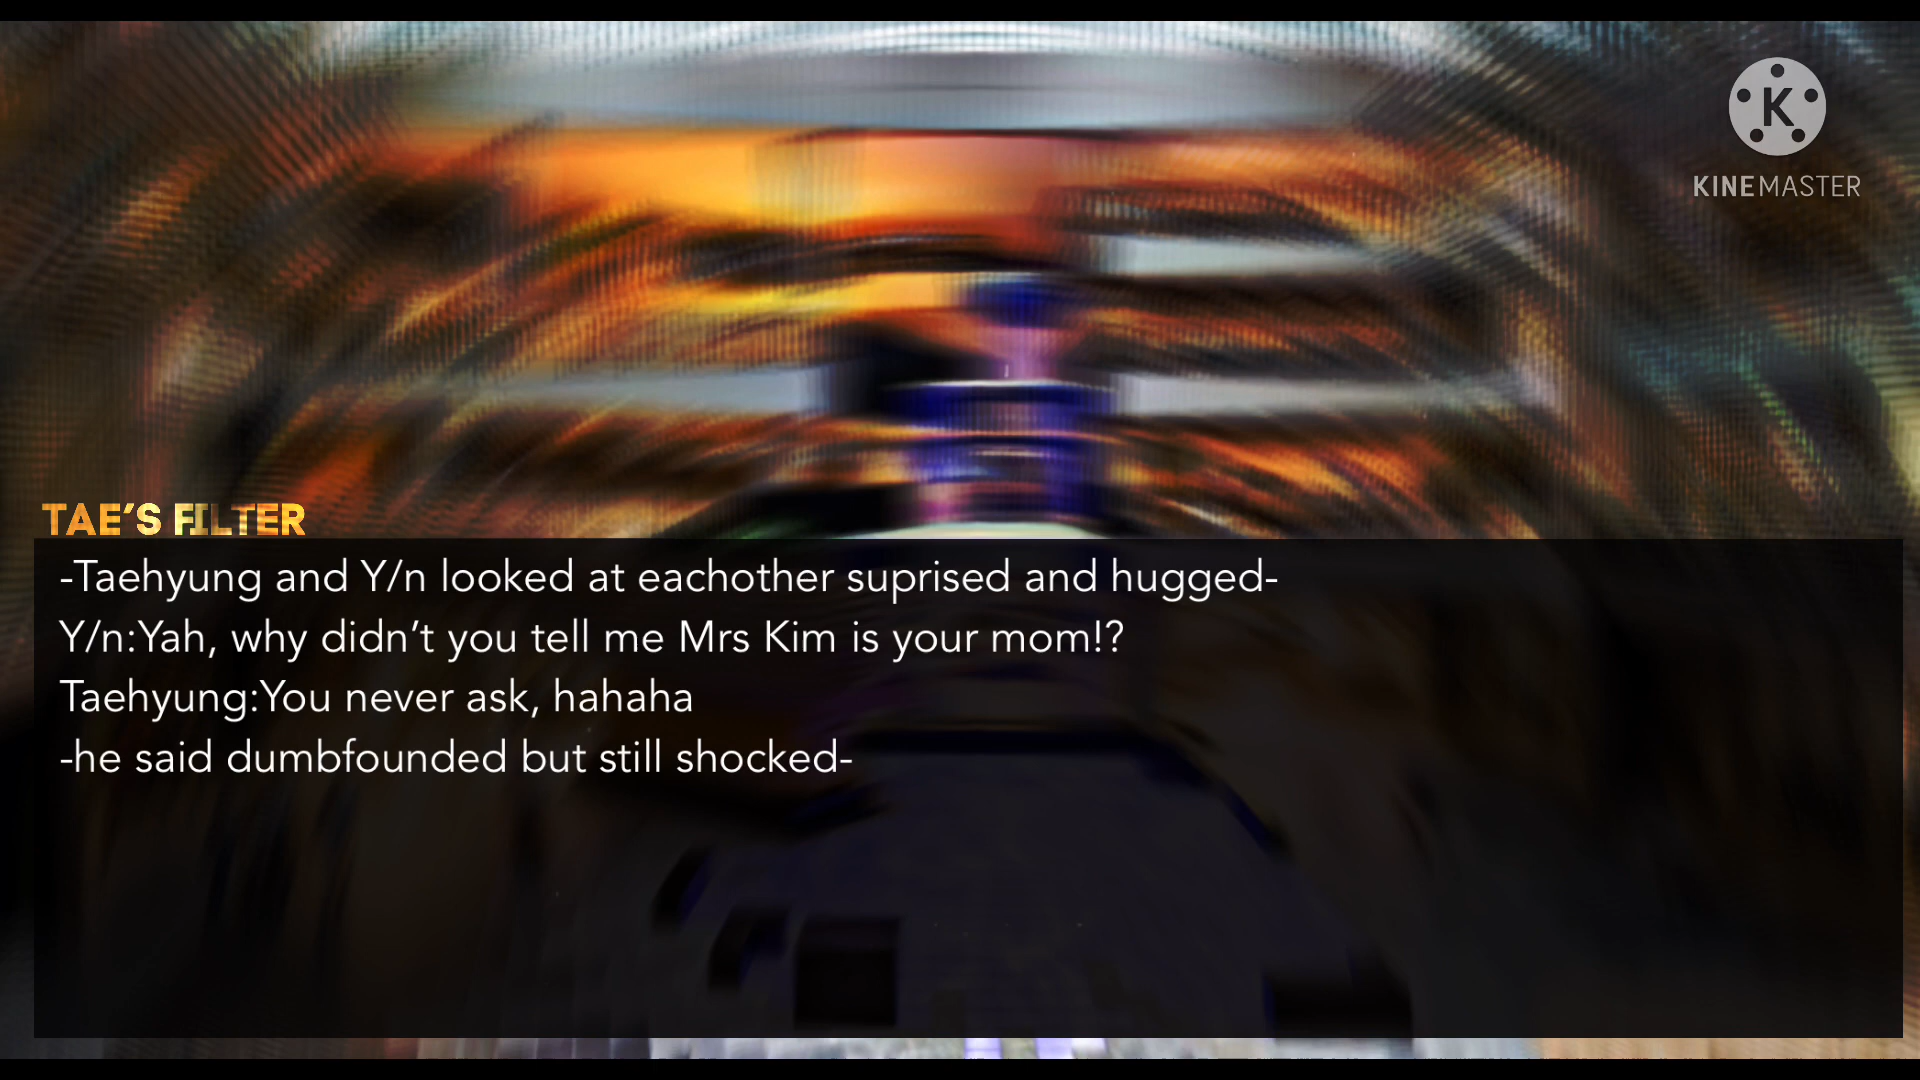 K
KINEMASTER
TAE'S FILTER
-Taehyung and Y/n looked at eachother suprised and hugged-
Y/n:Yah, why didn't you tell me Mrs Kim is your mom!?
Taehyung:You never ask, hahaha
-he said dumbfounded but still shocked-